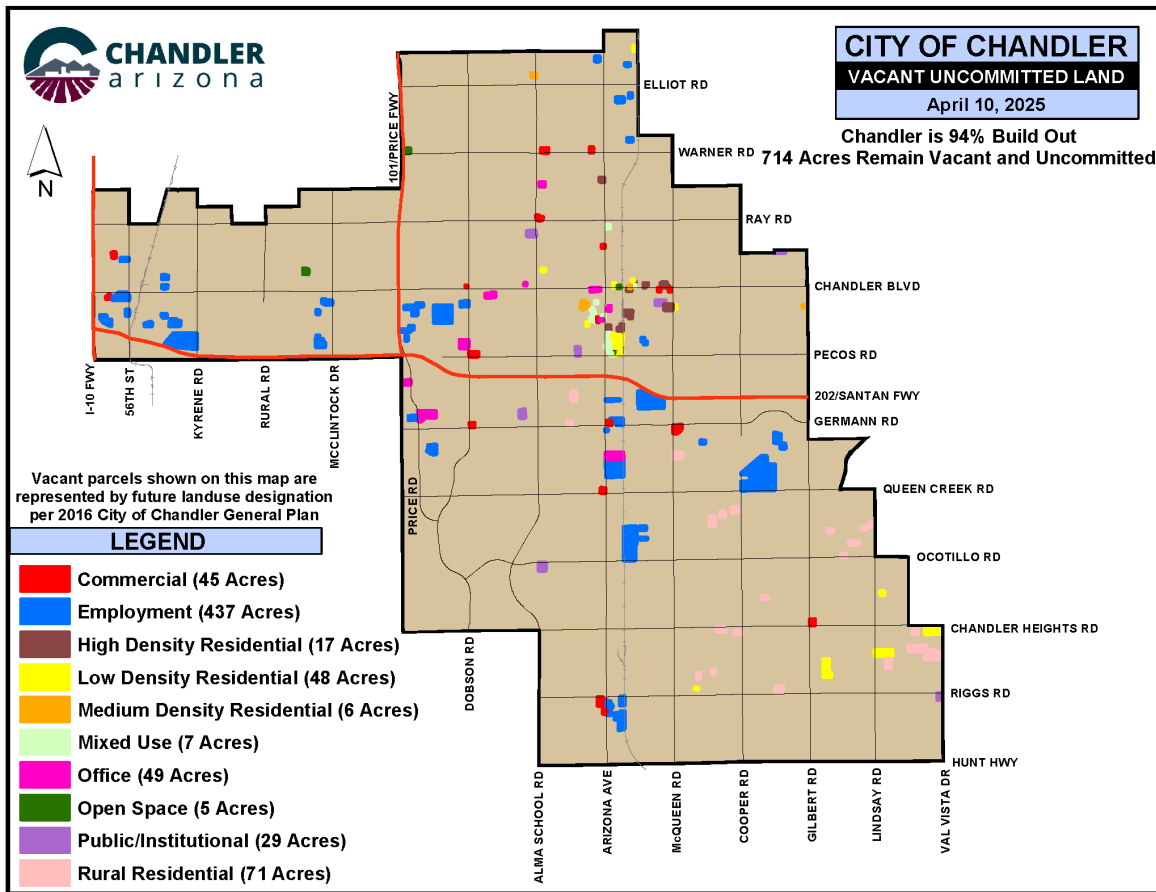 CHANDLER
arizona
CITY OF CHANDLER
VACANT UNCOMMITTED LAND
April 10, 2025
Chandler is 94% Build Out
714 Acres Remain Vacant and Uncommitted
N
101/PRICE FWY
ELLIOT RD
WARNER RD
RAY RD
CHANDLER BLVD
PECOS RD
202/SANTAN FWY
GERMANN RD
QUEEN CREEK RD
OCOTILLO RD
CHANDLER HEIGHTS RD
RIGGS RD
HUNT HWY
I-10 FWY
56TH ST
KYRENE RD
RURAL RD
MCCLINTOCK DR
PRICE RD
DOBSON RD
ALMA SCHOOL RD
ARIZONA AVE
McQUEEN RD
COOPER RD
GILBERT RD
LINDSAY RD
VAL VISTA DR
Vacant parcels shown on this map are
represented by future landuse designation
per 2016 City of Chandler General Plan
LEGEND
Commercial (45 Acres)
Employment (437 Acres)
High Density Residential (17 Acres)
Low Density Residential (48 Acres)
Medium Density Residential (6 Acres)
Mixed Use (7 Acres)
Office (49 Acres)
Open Space (5 Acres)
Public/Institutional (29 Acres)
Rural Residential (71 Acres)